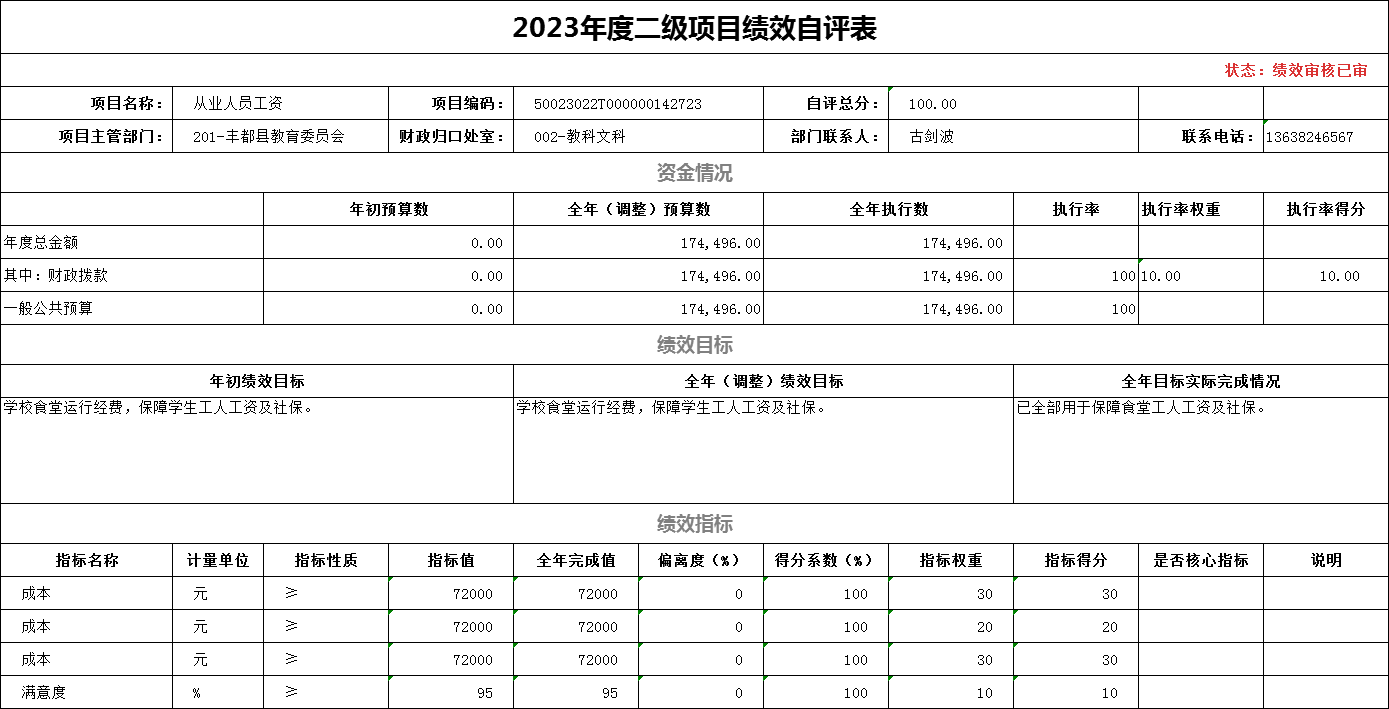 2023年度二级项目绩效自评表
状态：绩效审核已审
项目名称： 从业人员工资 项目编码： 50023022T000000142723 自评总分： 100.00
项目主管部门： 201-丰都县教育委员会 财政归口处室： 002-教科文科 部门联系人： 古剑波 联系电话： 13638246567
资金情况
年初预算数 全年（调整）预算数 全年执行数 执行率 执行率权重 执行率得分
年度总金额 0.00 174,496.00 174,496.00
其中：财政拨款 0.00 174,496.00 174,496.00 100 10.00 10.00
一般公共预算 0.00 174,496.00 174,496.00 100
绩效目标
年初绩效目标 全年（调整）绩效目标 全年目标实际完成情况
学校食堂运行经费，保障学生工人工资及社保。 学校食堂运行经费，保障学生工人工资及社保。 已全部用于保障食堂工人工资及社保。
绩效指标
指标名称 计量单位 指标性质 指标值 全年完成值 偏离度（%） 得分系数（%） 指标权重 指标得分 是否核心指标 说明
成本 元 ≥ 72000 72000 0 100 30 30
成本 元 ≥ 72000 72000 0 100 20 20
成本 元 ≥ 72000 72000 0 100 30 30
满意度 % ≥ 95 95 0 100 10 10